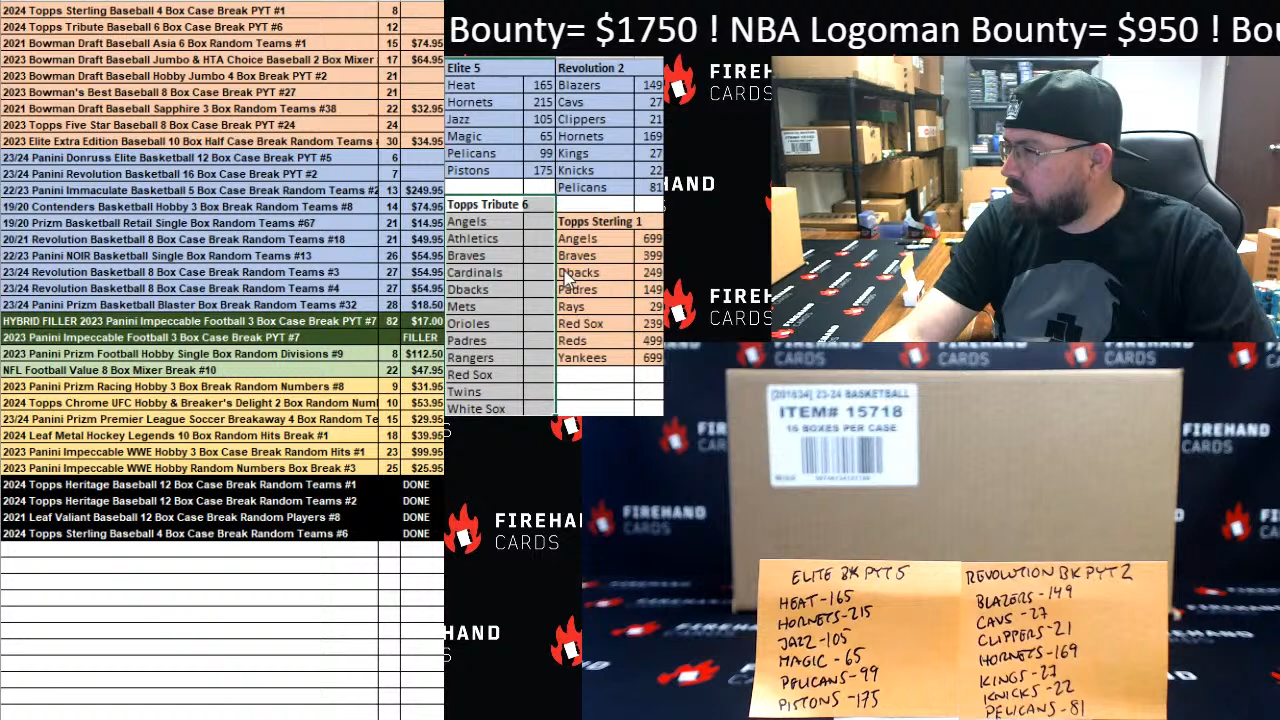 2024 Topps Sterling Baseball 4 Box Case Break PYT #1 8
2024 Topps Tribute Baseball 6 Box Case Break PYT #6 12
2021 Bowman Draft Baseball Asia 6 Box Random Teams #1 15 $74.95
2023 Bowman Draft Baseball Jumbo & HTA Choice Baseball 2 Box Mixer 17 $64.95
2023 Bowman Draft Baseball Hobby Jumbo 4 Box Break PYT #2 21
2023 Bowman's Best Baseball 8 Box Case Break PYT #27 21
2021 Bowman Draft Baseball Sapphire 3 Box Random Teams #38 22 $32.95
2023 Topps Five Star Baseball 8 Box Case Break PYT #24 24
2023 Elite Extra Edition Baseball 10 Box Half Case Break Random Teams 30 $34.95
23/24 Panini Donruss Elite Basketball 12 Box Case Break PYT #5 6
23/24 Panini Revolution Basketball 16 Box Case Break PYT #2 7
22/23 Panini Immaculate Basketball 5 Box Case Break Random Teams #2 13 $249.95
19/20 Contenders Basketball Hobby 3 Box Random Teams #8 14 $74.95
19/20 Prizm Basketball Retail Single Box Random Teams #67 21 $14.95
20/21 Revolution Basketball 8 Box Case Break Random Teams #18 21 $49.95
22/23 Panini NOIR Basketball Single Box Random Teams #13 26 $54.95
23/24 Revolution Basketball 8 Box Case Break Random Teams #3 27 $54.95
23/24 Revolution Basketball 8 Box Case Break Random Teams #4 27 $54.95
23/24 Panini Prizm Basketball Blaster Box Random Teams #32 28 $18.50
HYBRID FILLER 2023 Panini Impeccable Football 3 Box Case Break PYT #7 82 $17.00
2023 Panini Impeccable Football 3 Box Case Break PYT #7 FILLER
2023 Panini Prizm Football Hobby Single Box Random Divisions #9 8 $112.50
NFL Football Value 8 Box Mixer Break #10 22 $47.95
2023 Panini Prizm Racing Hobby 3 Box Random Numbers #8 9 $31.95
2024 Topps Chrome UFC Hobby & Breaker's Delight 2 Box Random Num 10 $53.95
23/24 Panini Prizm Premier League Soccer Breakaway 4 Box Random Te 15 $29.95
2024 Leaf Metal Hockey Legends 10 Box Random Hits Break #1 18 $39.95
2023 Panini Impeccable WWE Hobby 3 Box Case Break Random Hits #1 23 $99.95
2023 Panini Impeccable WWE Hobby Random Numbers Box Break #3 25 $25.95
2024 Topps Heritage Baseball 12 Box Case Break Random Teams #1 DONE
2024 Topps Heritage Baseball 12 Box Case Break Random Teams #2 DONE
2021 Leaf Valiant Baseball 12 Box Case Break Random Players #8 DONE
2024 Topps Sterling Baseball 4 Box Case Break Random Teams #6 DONE
Bounty= $1750 ! NBA Logoman Bounty= $950 ! Bou
Elite 5
Heat 165
Hornets 215
Jazz 105
Magic 65
Pelicans 99
Pistons 175
Topps Tribute 6
Angels
Athletics
Braves
Cardinals
Dbacks
Mets
Orioles
Padres
Rangers
Red Sox
Twins
White Sox
Revolution 2
Blazers 149
Cavs 27
Clippers 21
Hornets 169
Kings 27
Knicks 22
Pelicans 81
Topps Sterling 1
Angels 699
Braves 399
Dbacks 249
Padres 149
Rays 29
Red Sox 239
Reds 499
Yankees 699
FIREH
CARDS
HAND
FIREH
CARDS
FIREH
CARDS
FIREHA
CARDS
HAND
S
[201634] 23-24 BASKETBALL
ITEM# 15718
16 BOXES PER CASE
FIREHAND
CARDS
ELITE BK PYT 5
HEAT-165
HORNETS-215
JAZZ-105
MAGIC-65
PELICANS-99
PISTONS-175
REVOLUTION BK PYT 2
BLAZERS-149
CAVS-27
CLIPPERS-21
HORNETS-169
KINGS-27
KNICKS-22
PELICANS-81